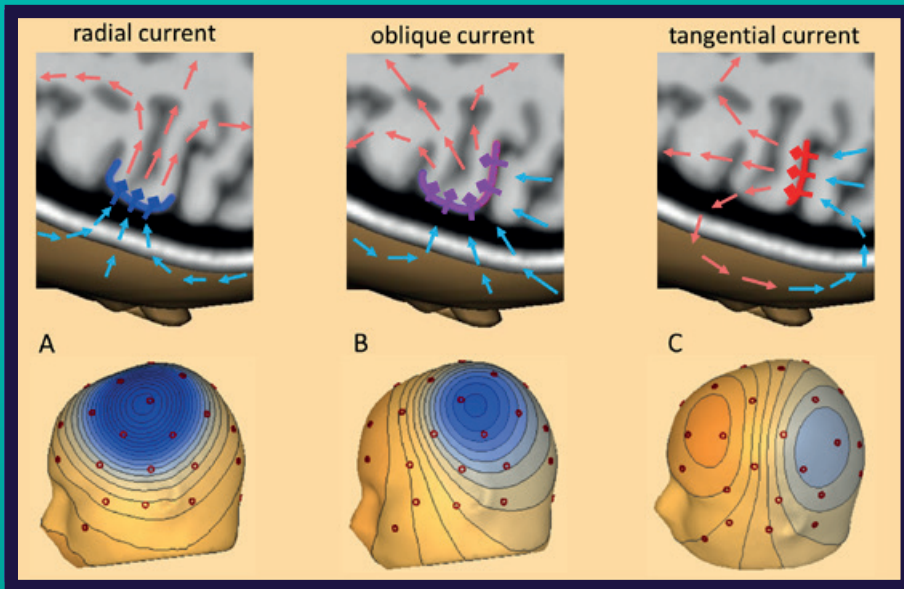 radial current
oblique current
tangential current
A
B
C